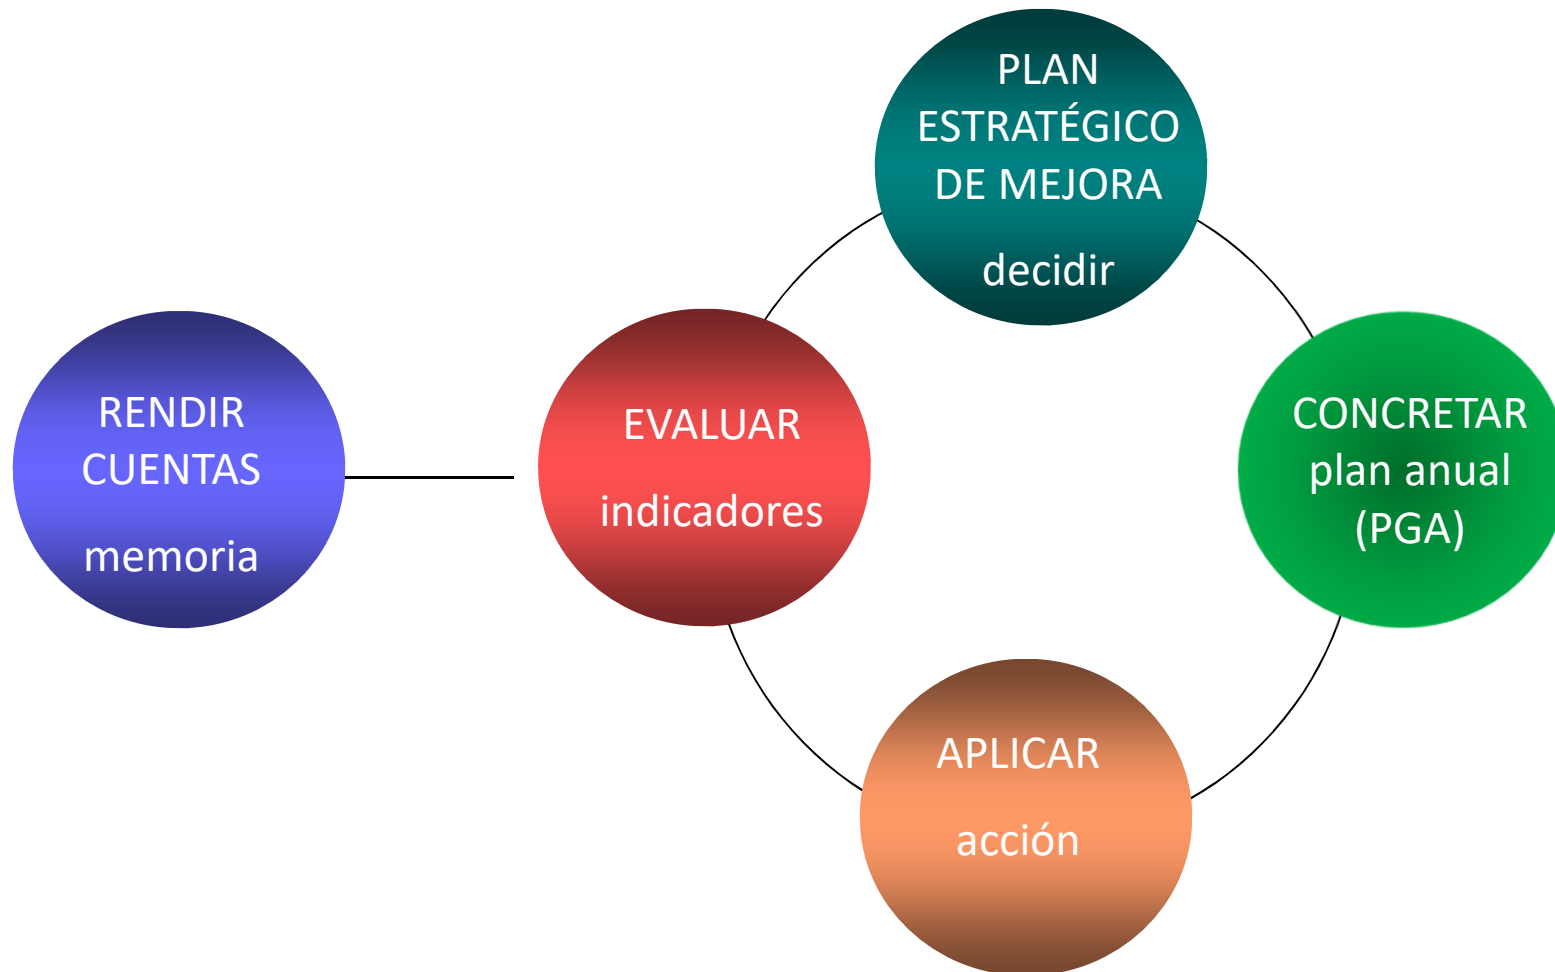 PLAN
ESTRATÉGICO
DE MEJORA
decidir
RENDIR
CUENTAS
memoria
EVALUAR
indicadores
CONCRETAR
plan anual
(PGA)
APLICAR
acción